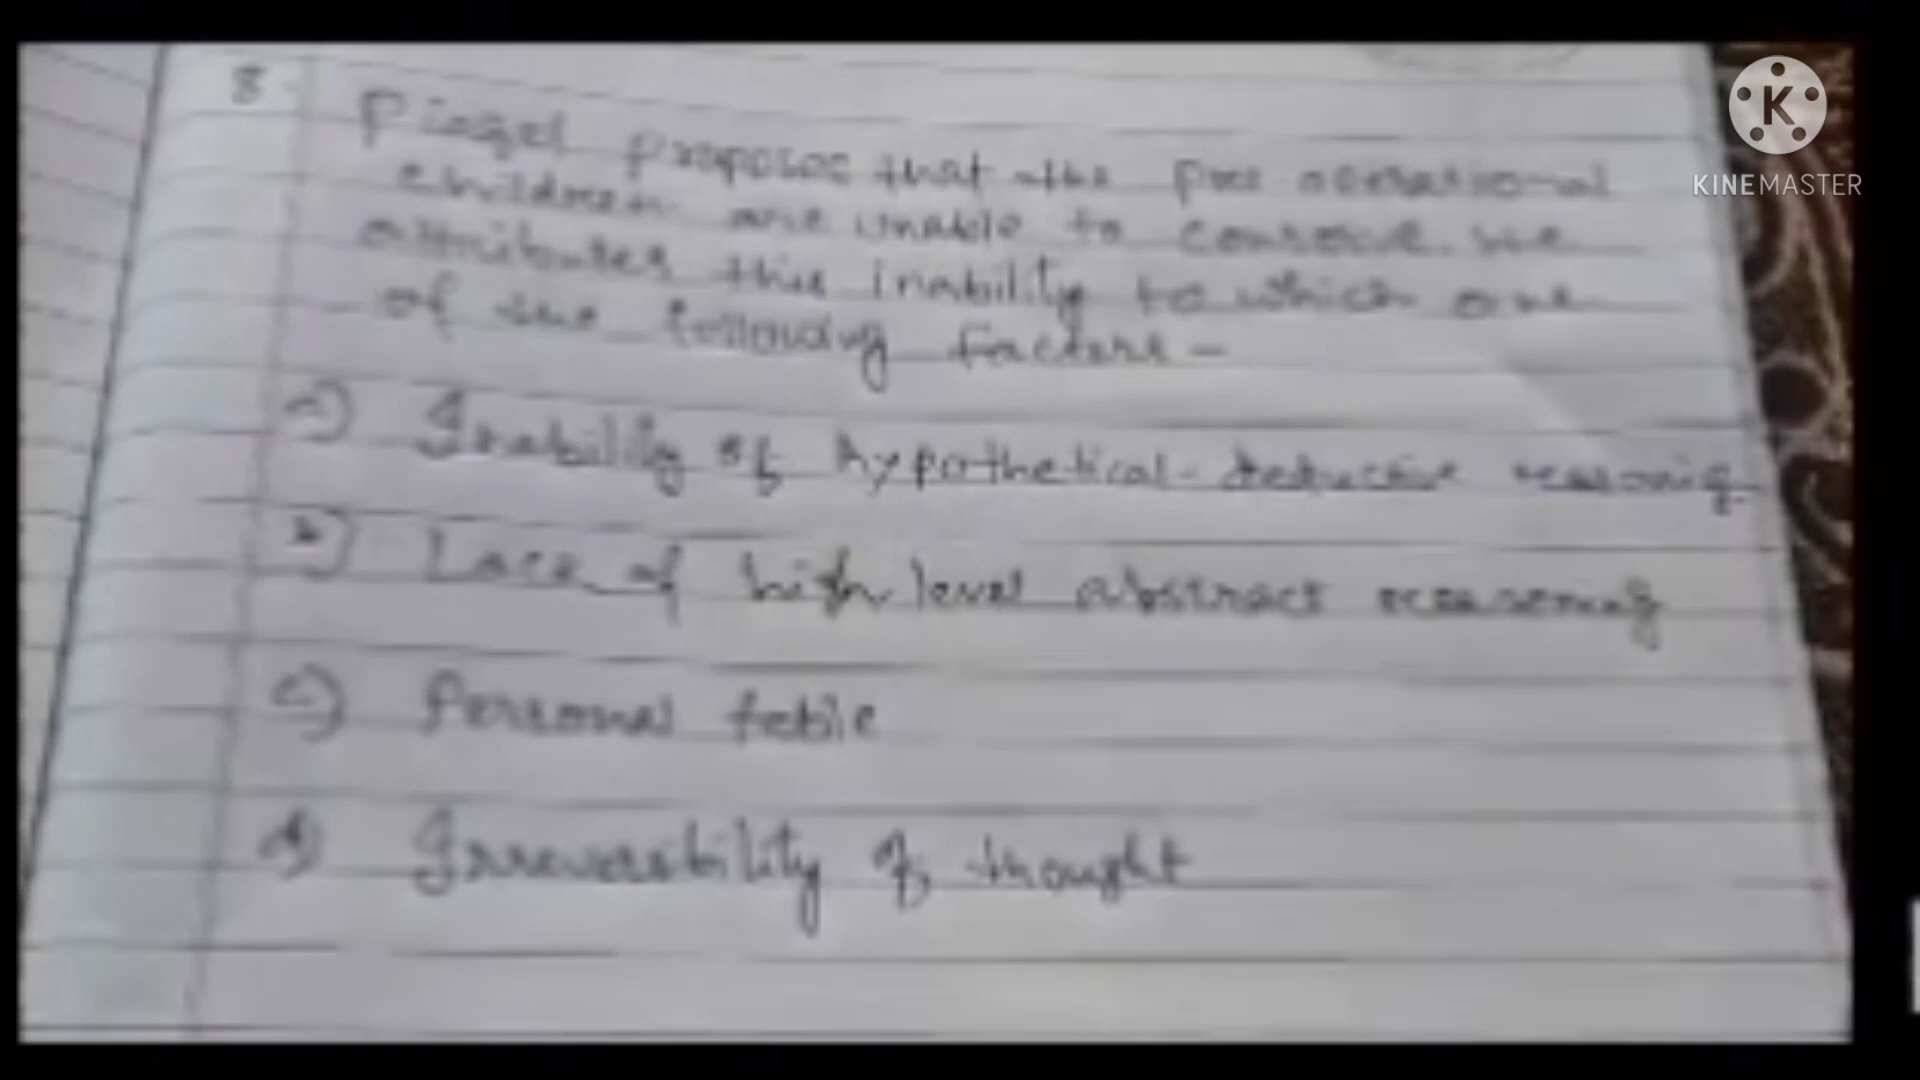 8.
Piagel proposes that the pre operational
children are unable to conserve. He
attributes this inability to which one
of the following factors -
a) Inability of hypothetical - deductive reasoning
b) Lack of high level abstract reasoning
c) Personal fable
d) Irreversibility of thought
KINEMASTER